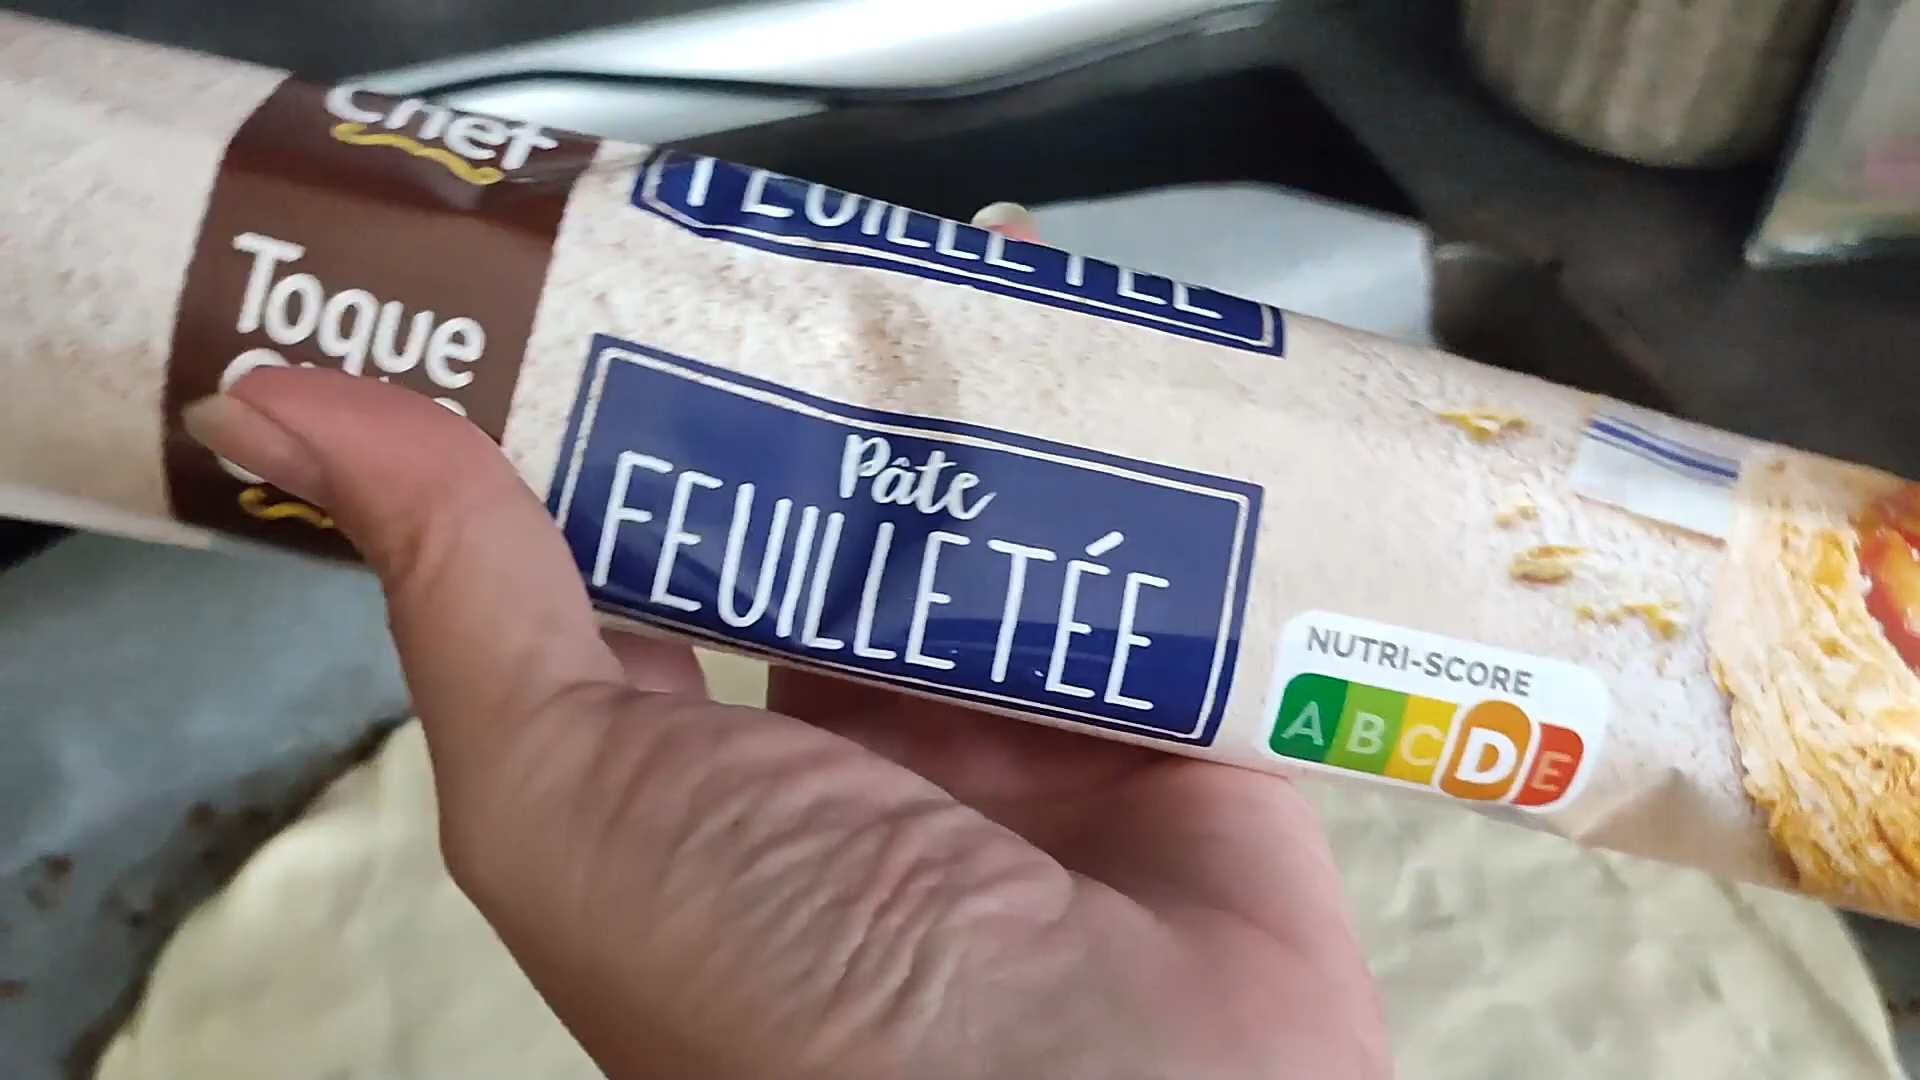 Chef
FEUILLETÉE
Toque
Pâte
FEUILLETÉE
NUTRI-SCORE
A B C D E